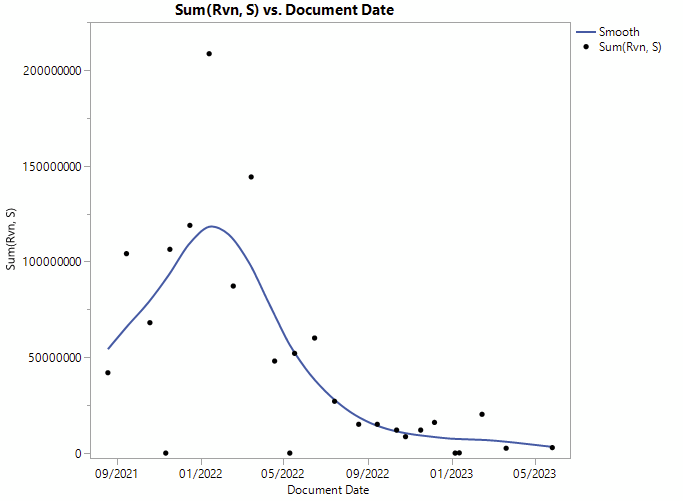 Sum(Rvn, S) vs. Document Date
Smooth
Sum(Rvn, S)
200000000
150000000
100000000
50000000
0
Sum(Rvn, S)
09/2021
01/2022
05/2022
09/2022
01/2023
05/2023
Document Date